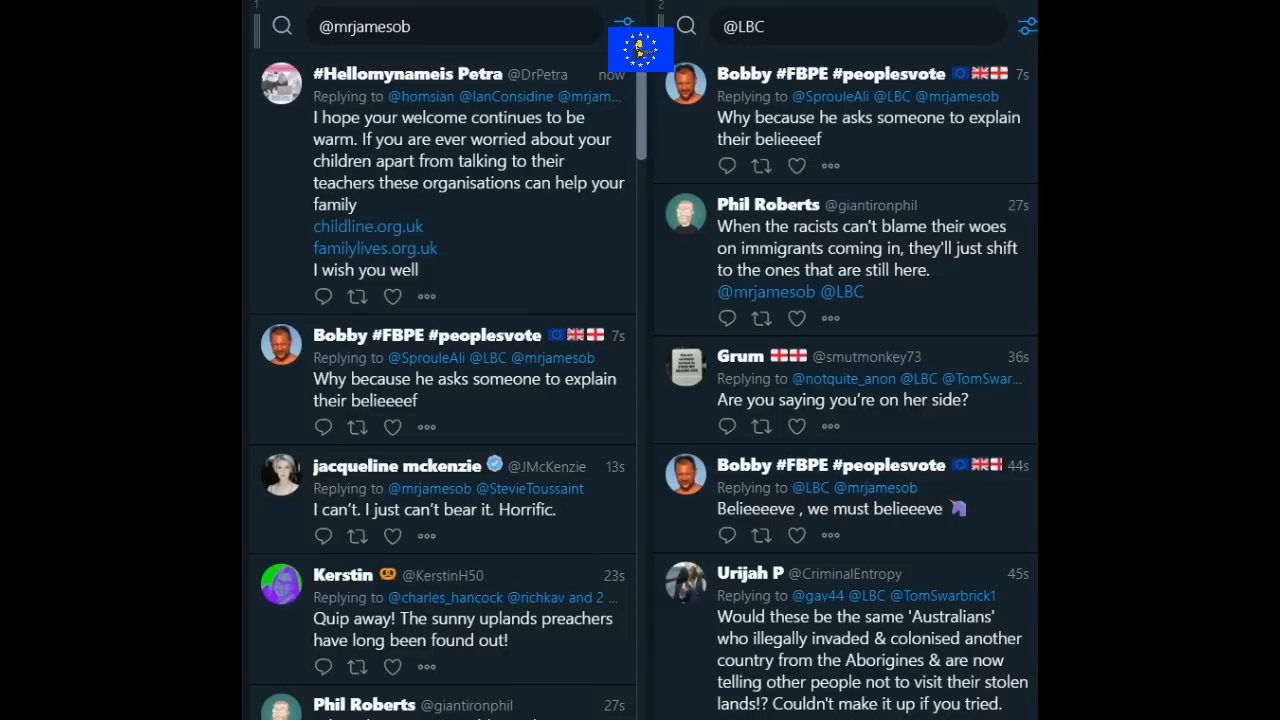 1
@mrjamesob
#Hellomynameis Petra @DrPetra now
Replying to @homsian @IanConsidine @mrjam...
I hope your welcome continues to
be warm. If you are ever worried about your
children apart from talking to their
teachers these organisations can help your
family
childline.org.uk
familylives.org.uk
I wish you well
Bobby #FBPE #peoplesvote 7s
Replying to @SprouleAli @LBC @mrjamesob
Why because he asks someone to explain
their belieeeef
jacqueline mckenzie @JMcKenzie 13s
Replying to @mrjamesob @StevieToussaint
I can’t. I just can’t bear it. Horrific.
Kerstin @KerstinH50 23s
Replying to @charles_hancock @richkav and 2 ...
Quip away! The sunny uplands preachers
have long been found out!
Phil Roberts @giantironphil 27s
2
@LBC
Bobby #FBPE #peoplesvote 7s
Replying to @SprouleAli @LBC @mrjamesob
Why because he asks someone to explain
their belieeeef
Phil Roberts @giantironphil 27s
When the racists can't blame their woes
on immigrants coming in, they'll just shift
to the ones that are still here.
@mrjamesob @LBC
Grum @smutmonkey73 36s
Replying to @notquite_anon @LBC @TomSwar...
Are you saying you’re on her side?
Bobby #FBPE #peoplesvote 44s
Replying to @LBC @mrjamesob
Belieeeeve , we must belieeeve
Urijah P @CriminalEntropy 45s
Replying to @gav44 @LBC @TomSwarbrick1
Would these be the same 'Australians'
who illegally invaded & colonised another
country from the Aborigines & are now
telling other people not to visit their stolen
lands!? Couldn't make it up if you tried.